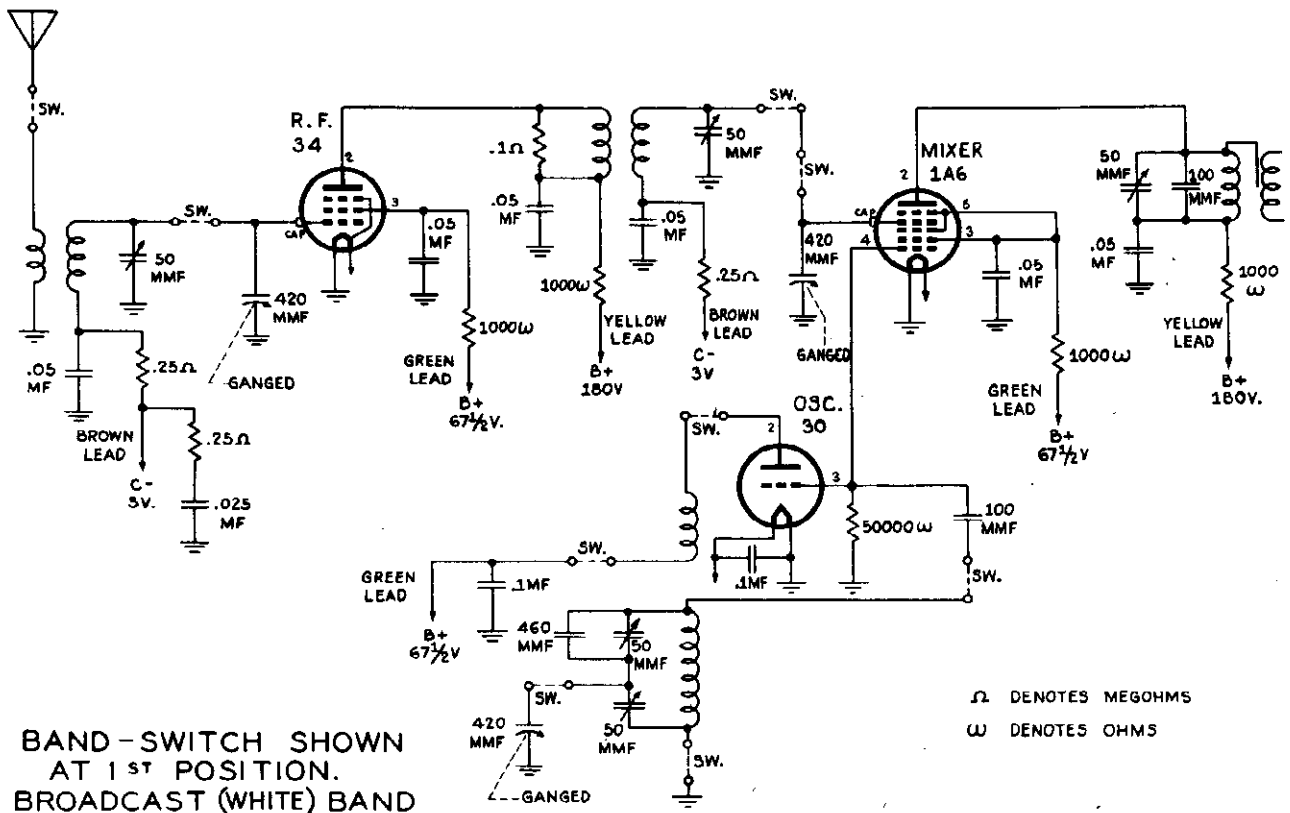 SW.
R.F.
34
2
3
CAP
SW.
50
MMF
420
MMF
GANGED
.05
MF
.25Ω
BROWN
LEAD
C-
3V.
.25Ω
.025
MF
.05
MF
1000ω
GREEN
LEAD
B+
67½V.
.1Ω
.05
MF
1000ω
YELLOW
LEAD
B+
180V
50
MMF
.05
MF
.25Ω
BROWN
LEAD
C-
3V
SW.
SW.
420
MMF
GANGED
MIXER
1A6
2
CAP
4
5
3
.05
MF
1000ω
GREEN
LEAD
B+
67½V
50
MMF
100
MMF
.05
MF
1000
ω
YELLOW
LEAD
B+
180V.
OSC.
30
2
3
SW.
50000ω
100
MMF
SW.
.1MF
SW.
.1MF
GREEN
LEAD
B+
67½V
460
MMF
50
MMF
SW.
50
MMF
420
MMF
GANGED
SW.
Ω DENOTES MEGOHMS
ω DENOTES OHMS
BAND-SWITCH SHOWN
AT 1ST POSITION.
BROADCAST (WHITE) BAND